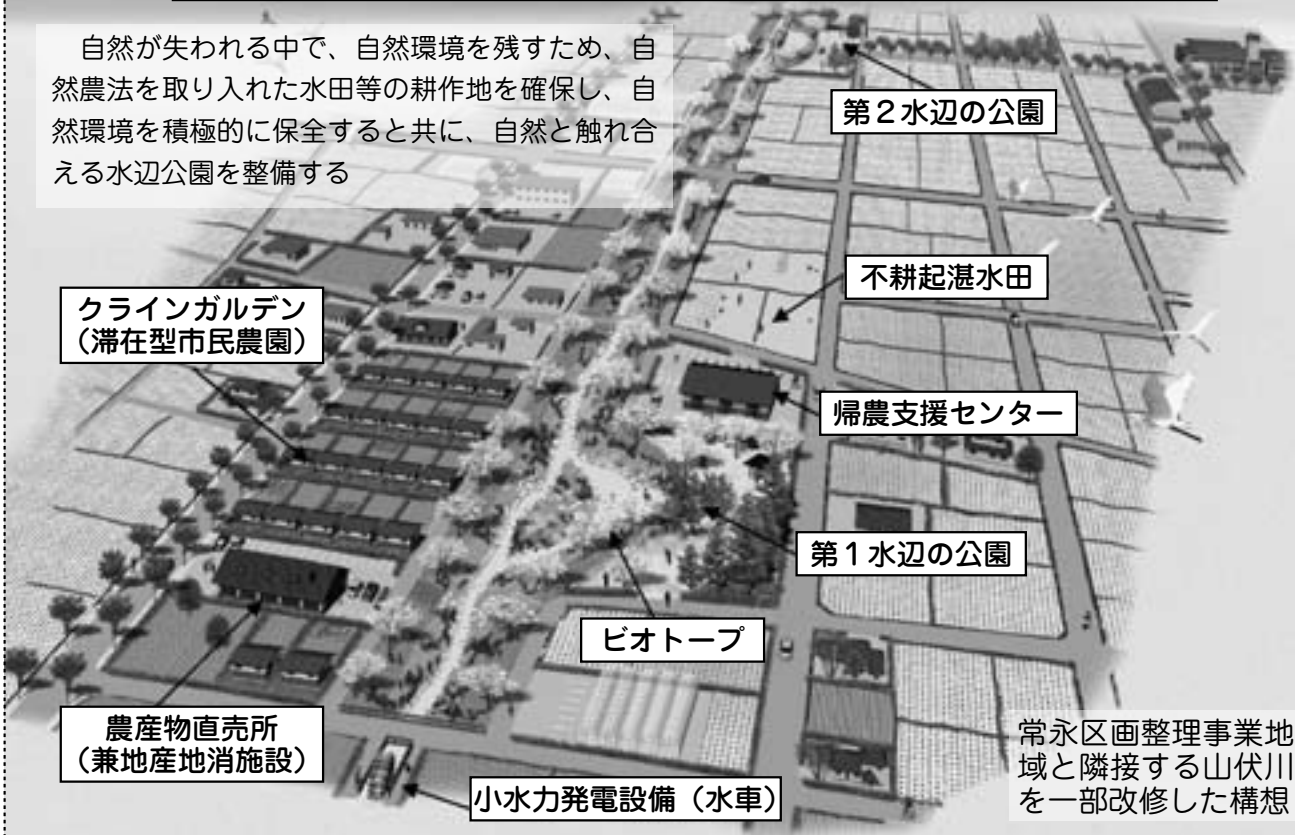 自然が失われる中で、自然環境を残すため、自
然農法を取り入れた水田等の耕作地を確保し、自
然環境を積極的に保全すると共に、自然と触れ合
える水辺公園を整備する
第２水辺の公園
不耕起湛水田
クラインガルデン
（滞在型市民農園）
帰農支援センター
第１水辺の公園
ビオトープ
農産物直売所
（兼地産地消施設）
小水力発電設備（水車）
常永区画整理事業地
域と隣接する山伏川
を一部改修した構想